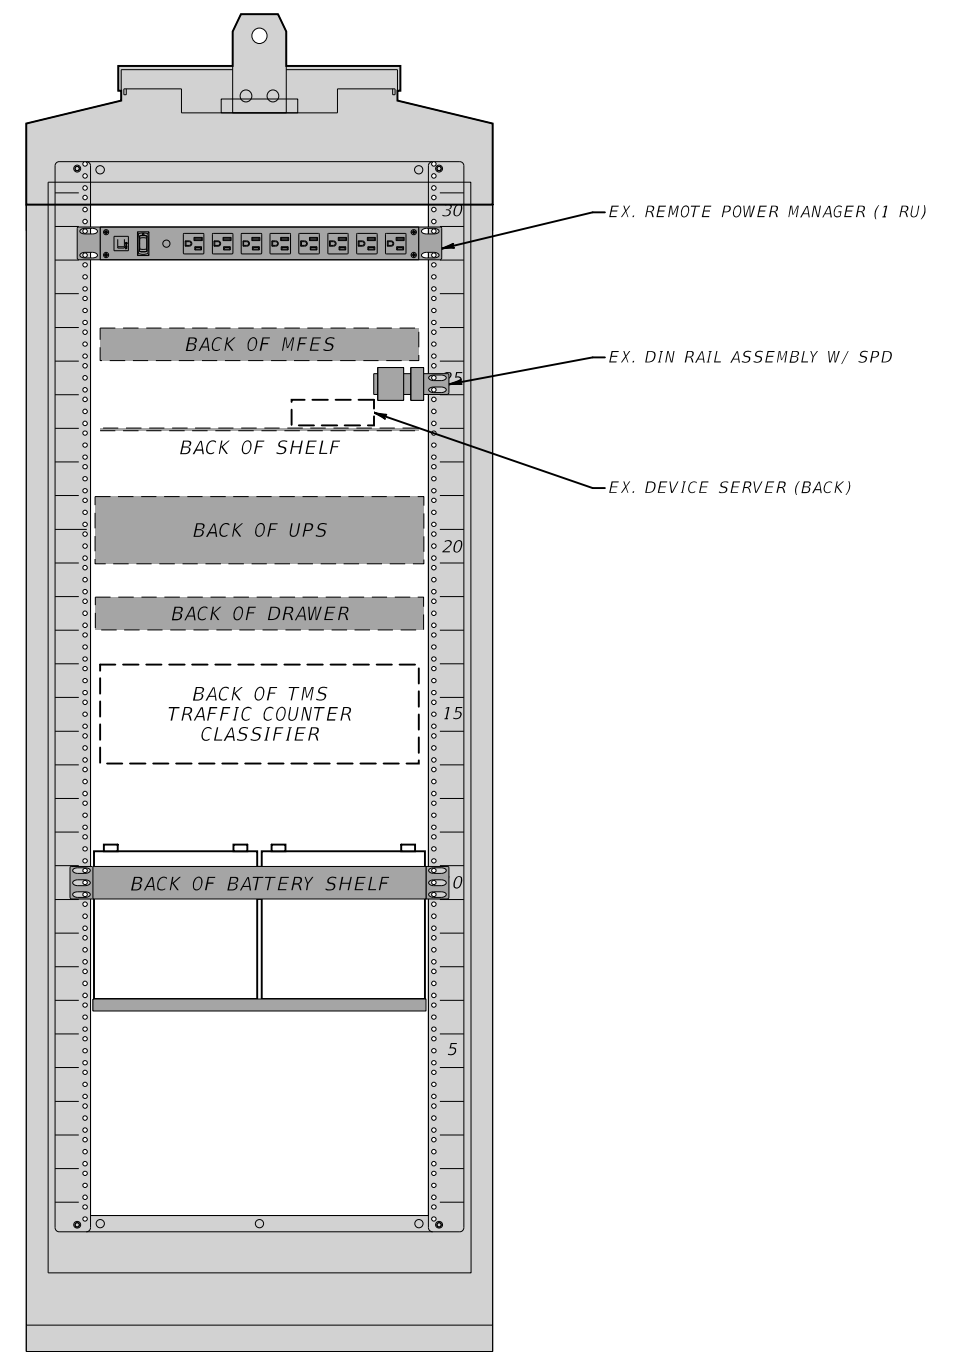 30
EX. REMOTE POWER MANAGER (1 RU)
BACK OF MFES
EX. DIN RAIL ASSEMBLY W/ SPD
BACK OF SHELF
EX. DEVICE SERVER (BACK)
BACK OF UPS
20
BACK OF DRAWER
BACK OF TMS
TRAFFIC COUNTER
CLASSIFIER
15
BACK OF BATTERY SHELF
0
5